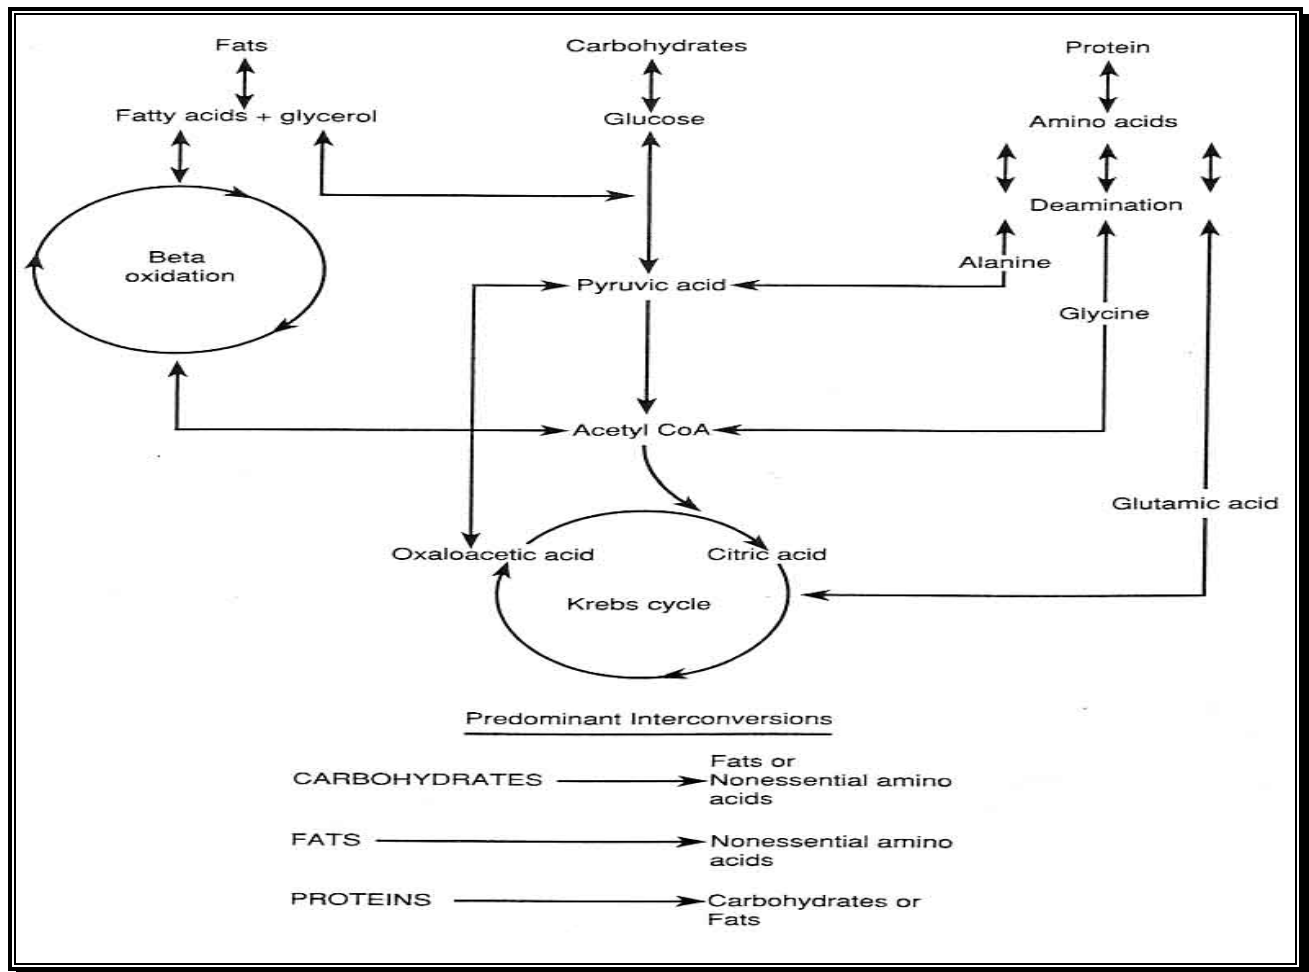 Fats
Carbohydrates
Protein
Fatty acids + glycerol
Glucose
Amino acids
Deamination
Beta
oxidation
Alanine
Pyruvic acid
Glycine
Acetyl CoA
Glutamic acid
Oxaloacetic acid
Citric acid
Krebs cycle
Predominant Interconversions
CARBOHYDRATES
Fats or
Nonessential amino
acids
FATS
Nonessential amino
acids
PROTEINS
Carbohydrates or
Fats